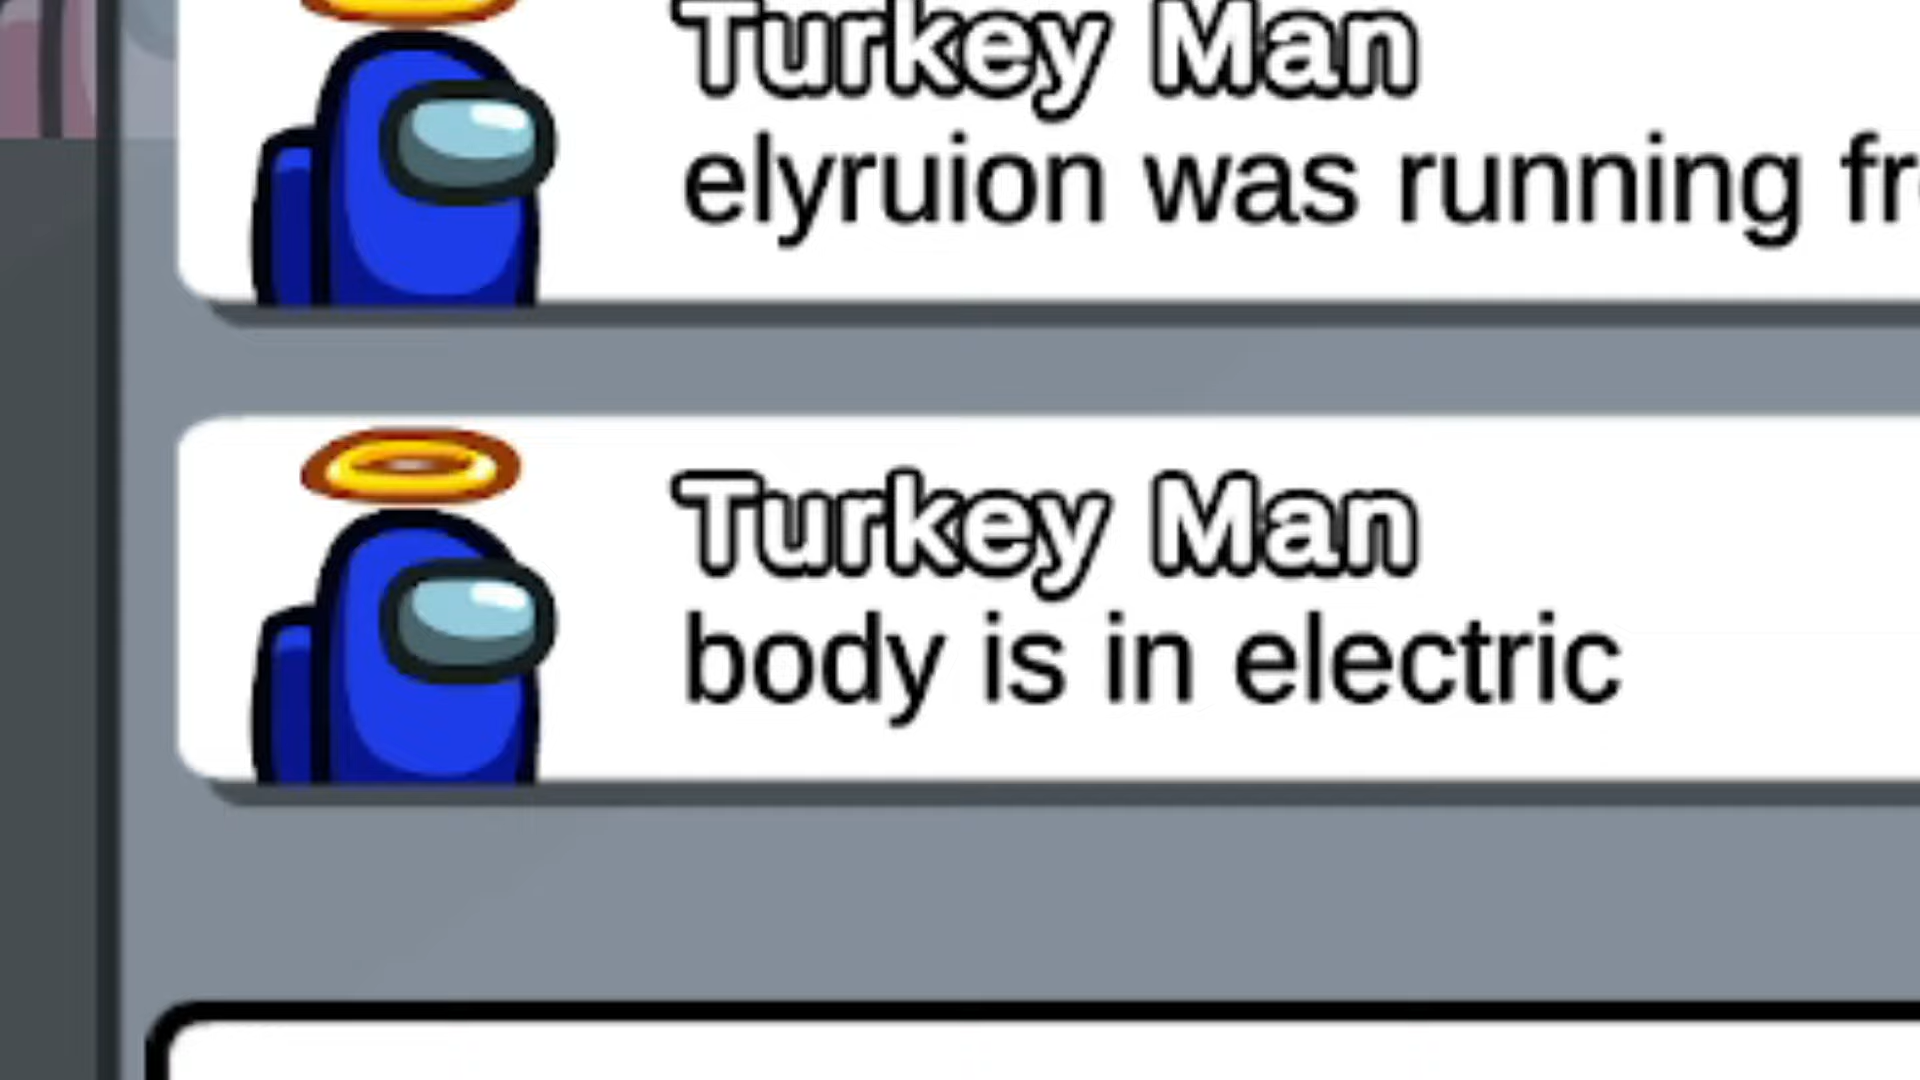 Turkey Man
elyruion was running
Turkey Man
body is in electric